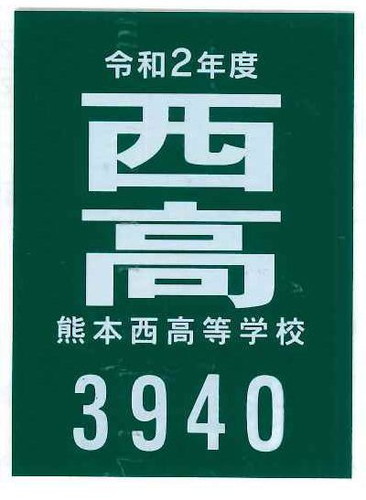 令和2年度
西
高
熊本西高等学校
3940